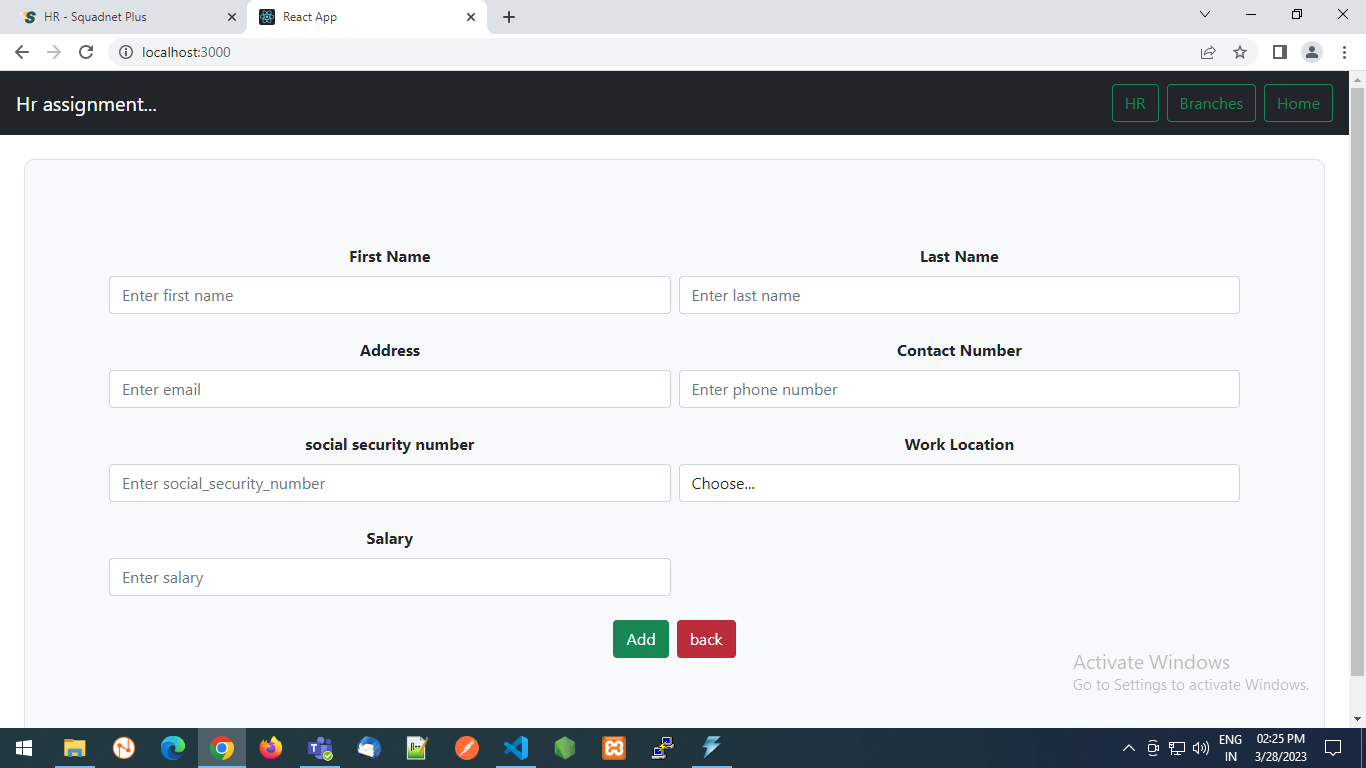 HR - Squadnet Plus
React App
localhost:3000
Hr assignment...
HR
Branches
Home
First Name
Last Name
Enter first name
Enter last name
Address
Contact Number
Enter email
Enter phone number
social security number
Work Location
Enter social_security_number
Choose...
Salary
Enter salary
Add
back
Activate Windows
Go to Settings to activate Windows.
ENG
IN
02:25 PM
3/28/2023